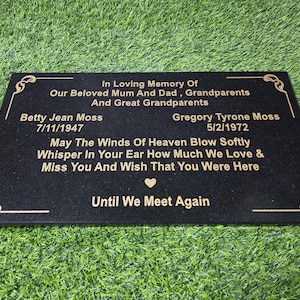 In Loving Memory Of
Our Beloved Mum And Dad , Grandparents
And Great Grandparents
Betty Jean Moss Gregory Tyrone Moss
7/11/1947 5/2/1972
May The Winds Of Heaven Blow Softly
Whisper In Your Ear How Much We Love &
Miss You And Wish That You Were Here
Until We Meet Again